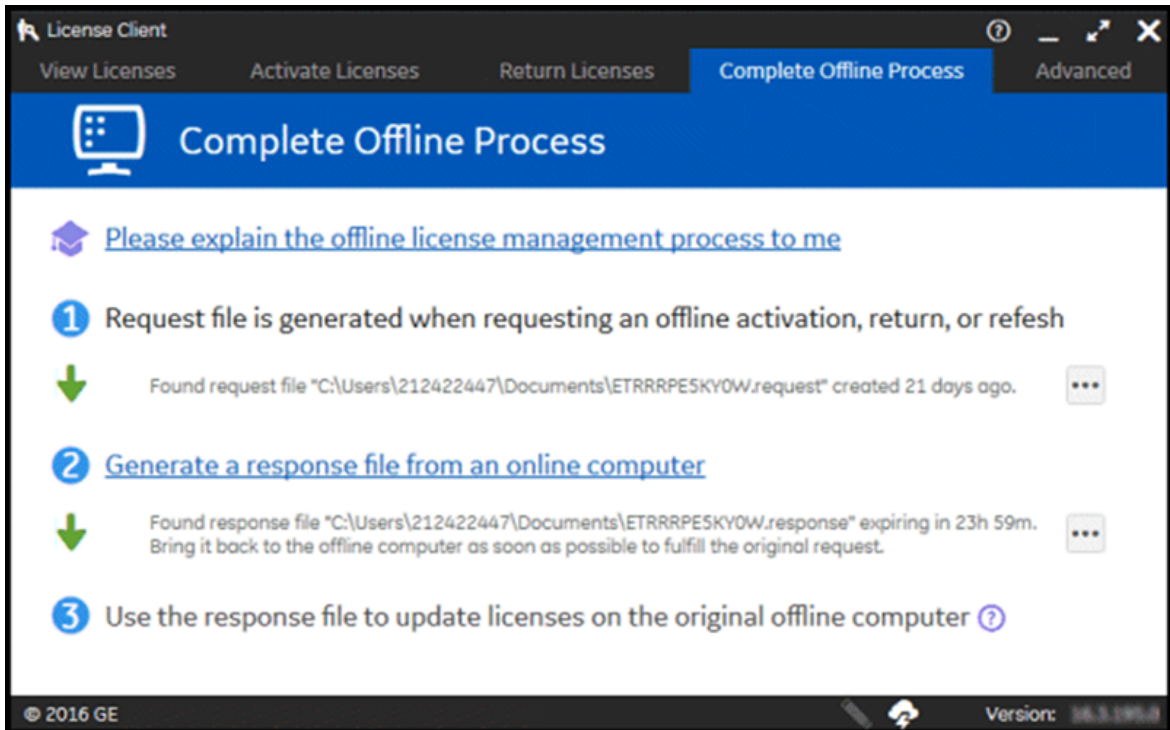 License Client
View Licenses Activate Licenses Return Licenses Complete Offline Process Advanced
Complete Offline Process
Please explain the offline license management process to me
1 Request file is generated when requesting an offline activation, return, or refesh
Found request file "C:\Users\212422447\Documents\ETRRRPE5KY0W.request" created 21 days ago.
2 Generate a response file from an online computer
Found response file "C:\Users\212422447\Documents\ETRRRPE5KY0W.response" expiring in 23h 59m.
Bring it back to the offline computer as soon as possible to fulfill the original request.
3 Use the response file to update licenses on the original offline computer
© 2016 GE Version: